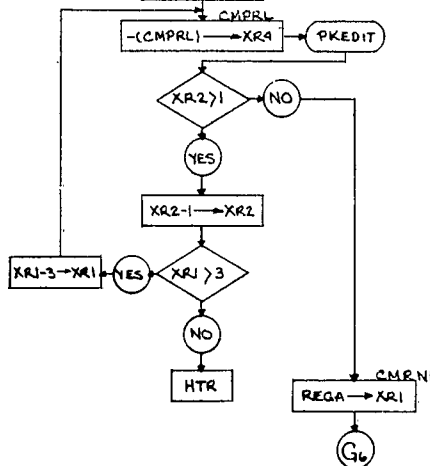 CMPRL
-(CMPRL) → XR4
PKEDIT
XR2>1
NO
YES
XR2-1 → XR2
XR1-3 → XR1
YES
XR1>3
NO
HTR
CMRN
REGA → XR1
G6